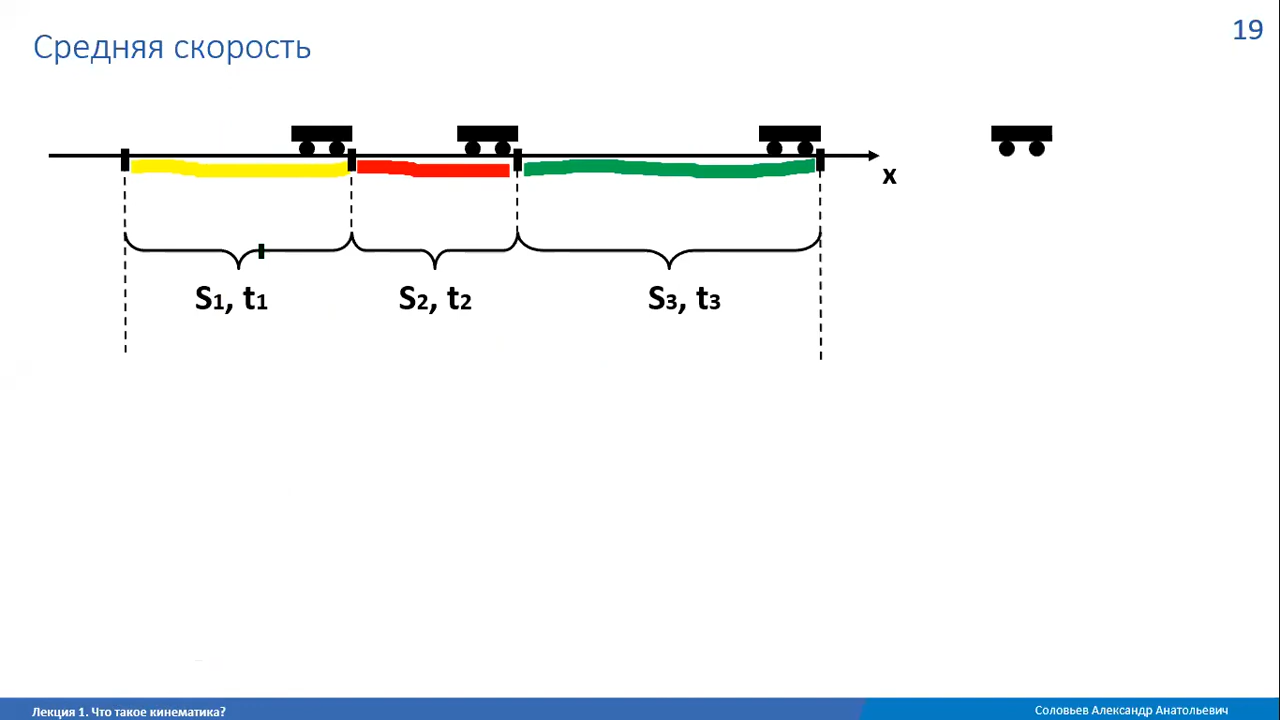 Средняя скорость
19
x
S1, t1
S2, t2
S3, t3
Лекция 1. Что такое кинематика?
Соловьев Александр Анатольевич